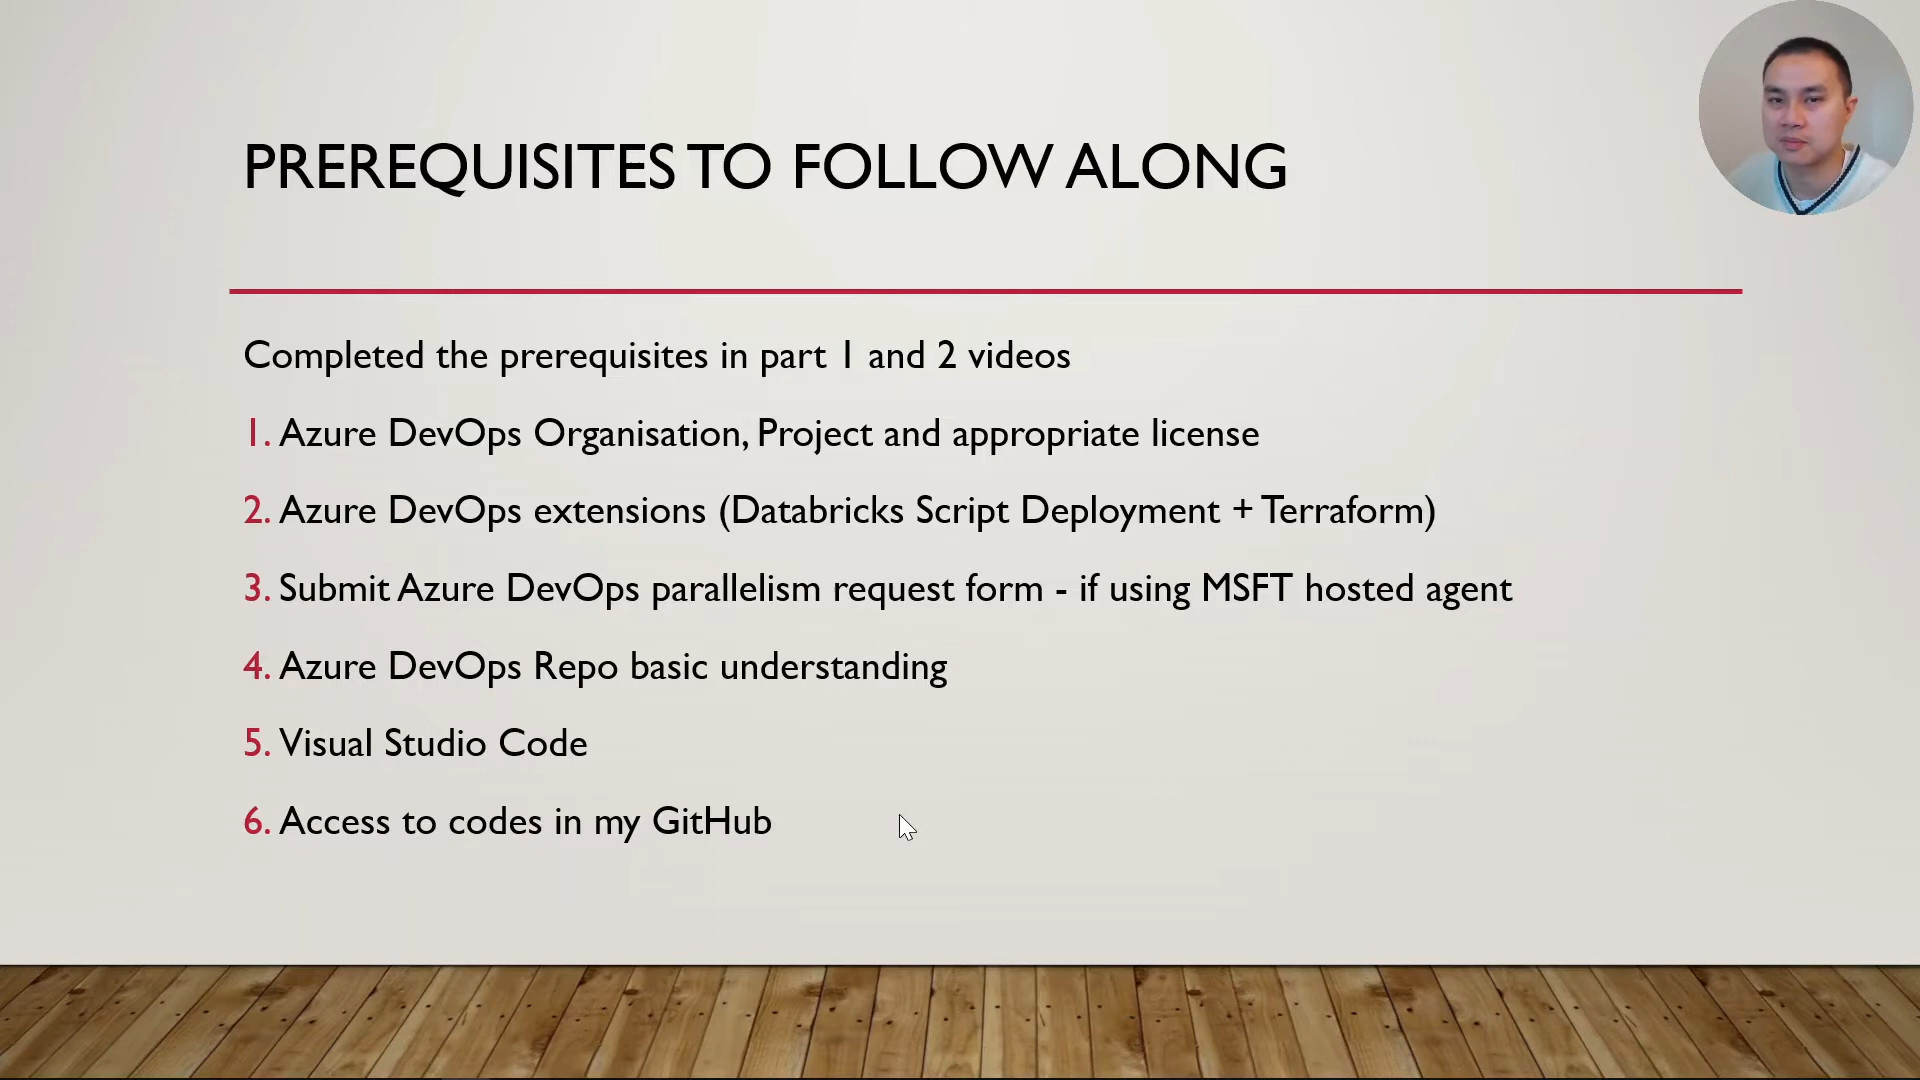 PREREQUISITES TO FOLLOW ALONG
Completed the prerequisites in part 1 and 2 videos
1. Azure DevOps Organisation, Project and appropriate license
2. Azure DevOps extensions (Databricks Script Deployment + Terraform)
3. Submit Azure DevOps parallelism request form - if using MSFT hosted agent
4. Azure DevOps Repo basic understanding
5. Visual Studio Code
6. Access to codes in my GitHub